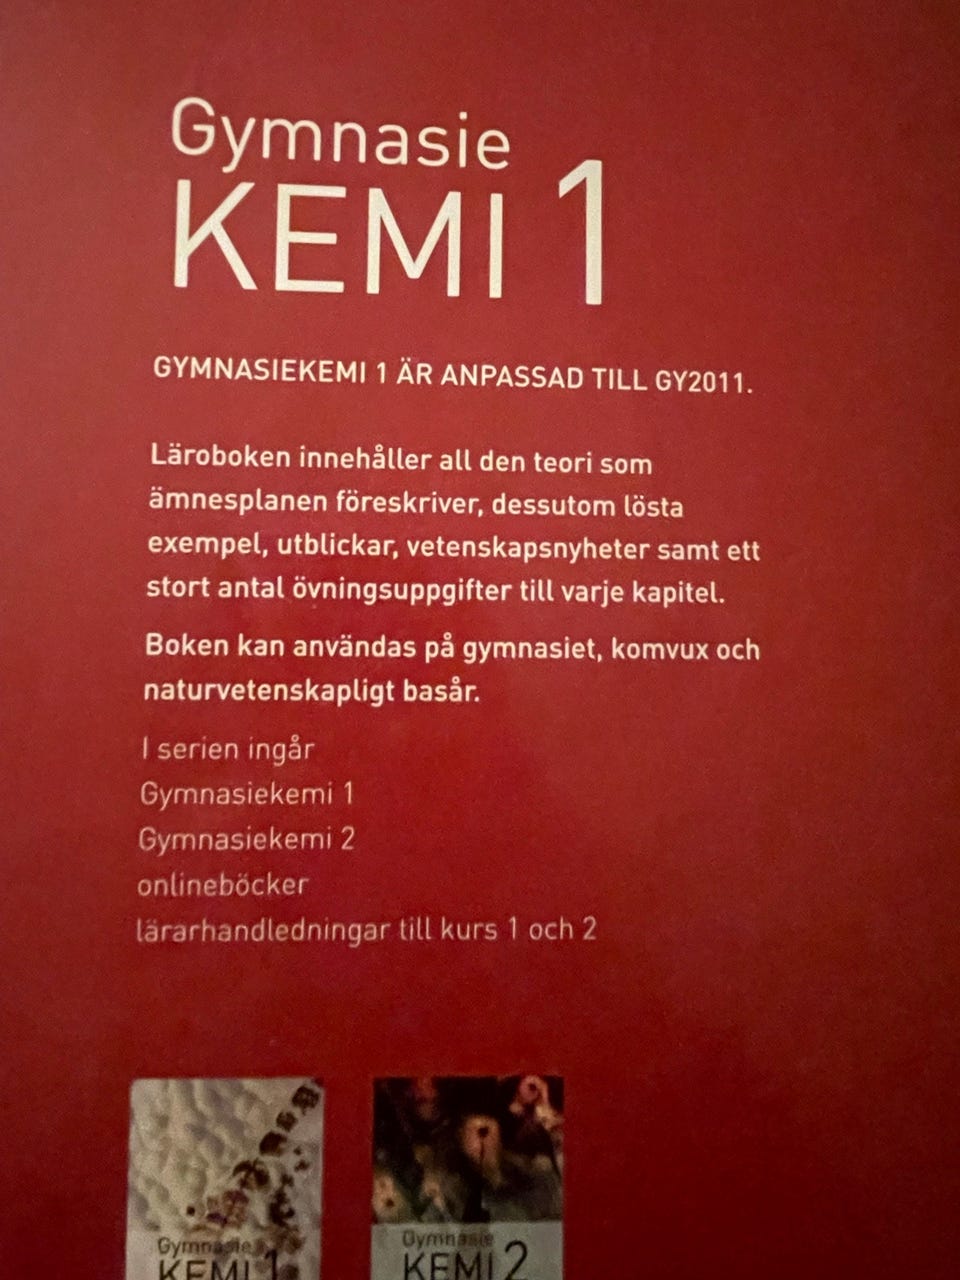 Gymnasie
KEMI 1
GYMNASIEKEMI 1 ÄR ANPASSAD TILL GY2011.
Läroboken innehåller all den teori som
ämnesplanen föreskriver, dessutom lösta
exempel, utblickar, vetenskapsnyheter samt ett
stort antal övningsuppgifter till varje kapitel.
Boken kan användas på gymnasiet, komvux och
naturvetenskapligt basår.
I serien ingår
Gymnasiekemi 1
Gymnasiekemi 2
onlineböcker
lärarhandledningar till kurs 1 och 2
Gymnasie
KEMI 1
Gymnasie
KEMI 2